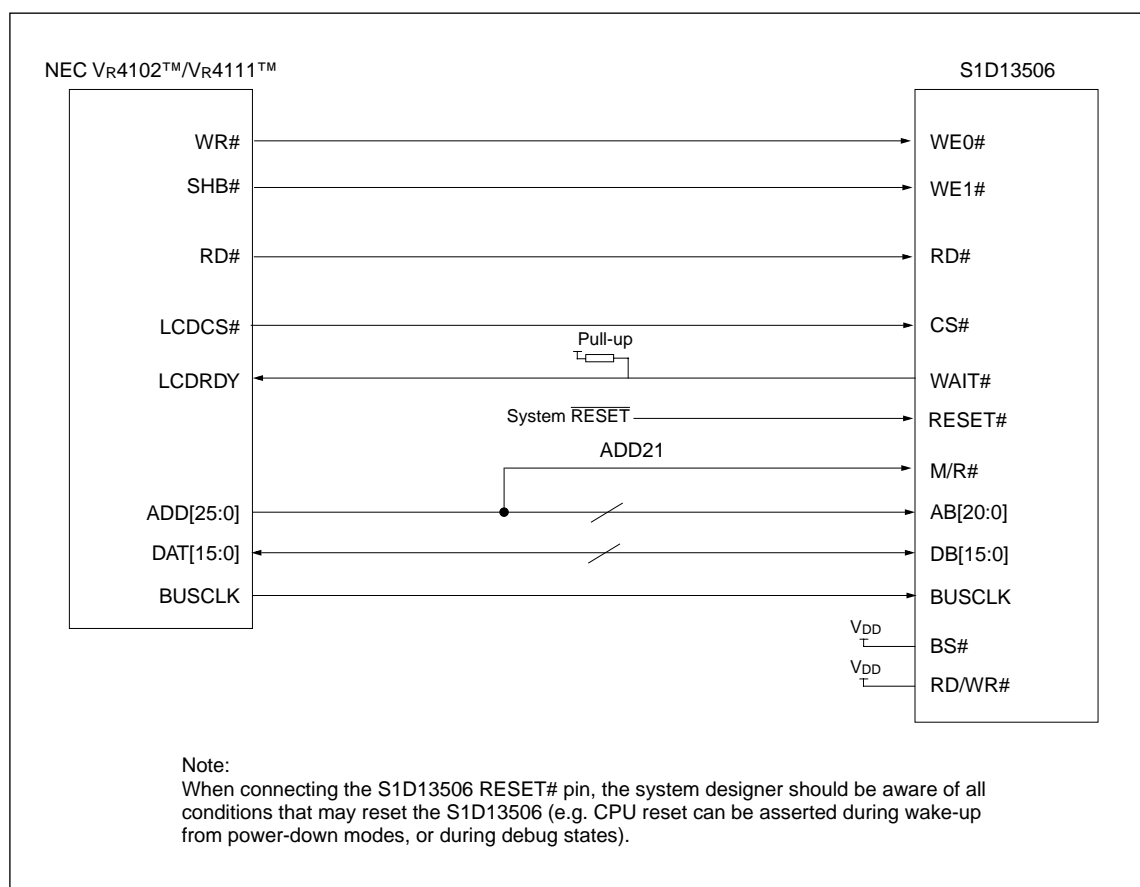 NEC VR4102™/VR4111™ S1D13506
WR# WE0#
SHB# WE1#
RD# RD#
LCDCS# CS#
Pull-up
LCDRDY WAIT#
System RESET RESET#
ADD21
M/R#
ADD[25:0] AB[20:0]
DAT[15:0] DB[15:0]
BUSCLK BUSCLK
VDD
BS#
VDD
RD/WR#
Note:
When connecting the S1D13506 RESET# pin, the system designer should be aware of all
conditions that may reset the S1D13506 (e.g. CPU reset can be asserted during wake-up
from power-down modes, or during debug states).